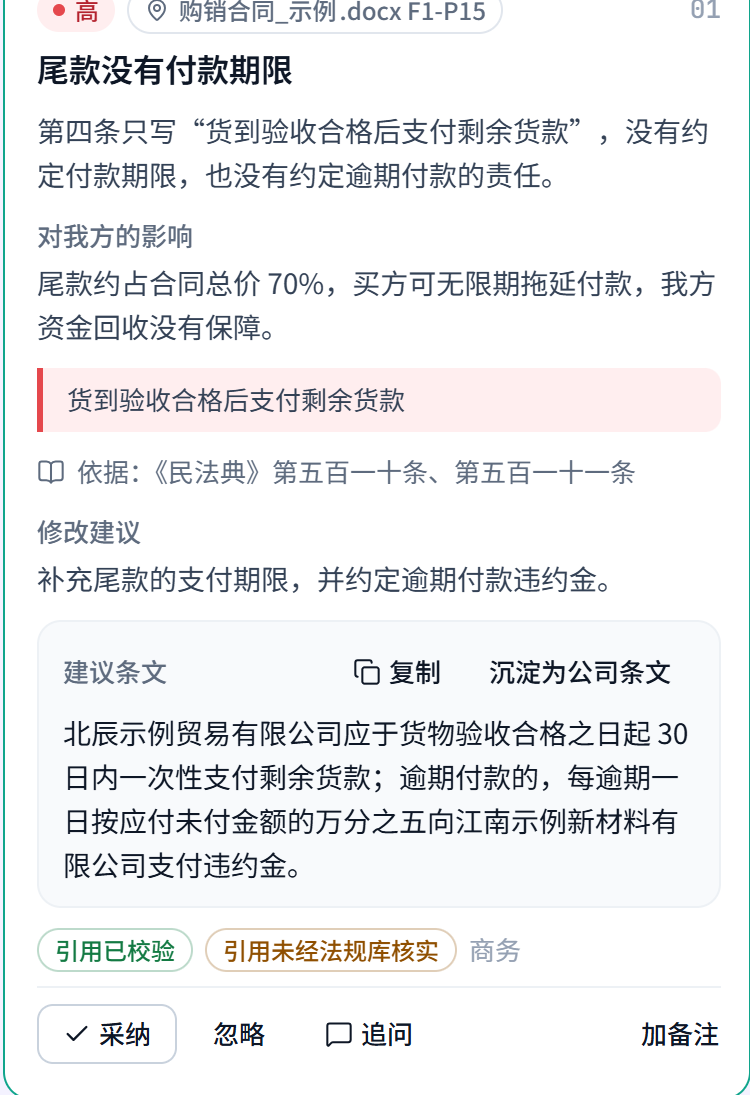 高 购销合同_示例.docx F1-P15 01
尾款没有付款期限
第四条只写“货到验收合格后支付剩余货款”，没有约
定付款期限，也没有约定逾期付款的责任。
对我方的影响
尾款约占合同总价 70%，买方可无限期拖延付款，我方
资金回收没有保障。
货到验收合格后支付剩余货款
依据：《民法典》第五百一十条、第五百一十一条
修改建议
补充尾款的支付期限，并约定逾期付款违约金。
建议条文 复制 沉淀为公司条文
北辰示例贸易有限公司应于货物验收合格之日起 30
日内一次性支付剩余货款；逾期付款的，每逾期一
日按应付未付金额的万分之五向江南示例新材料有
限公司支付违约金。
引用已校验 引用未经法规库核实 商务
采纳 忽略 追问 加备注